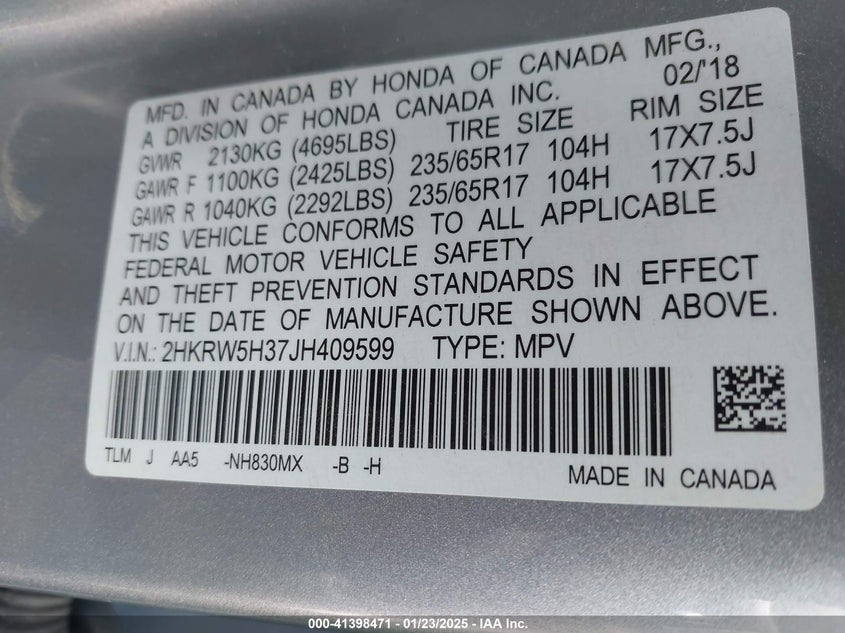 MFD. IN CANADA BY HONDA OF CANADA MFG.,
A DIVISION OF HONDA CANADA INC. 02/'18
GVWR 2130KG (4695LBS) TIRE SIZE RIM SIZE
GAWR F 1100KG (2425LBS) 235/65R17 104H 17X7.5J
GAWR R 1040KG (2292LBS) 235/65R17 104H 17X7.5J
THIS VEHICLE CONFORMS TO ALL APPLICABLE
FEDERAL MOTOR VEHICLE SAFETY
AND THEFT PREVENTION STANDARDS IN EFFECT
ON THE DATE OF MANUFACTURE SHOWN ABOVE.
V.I.N.: 2HKRW5H37JH409599 TYPE: MPV
TLM J AA5 -NH830MX -B -H
MADE IN CANADA
000-41398471 — 01/23/2025 — IAA Inc.